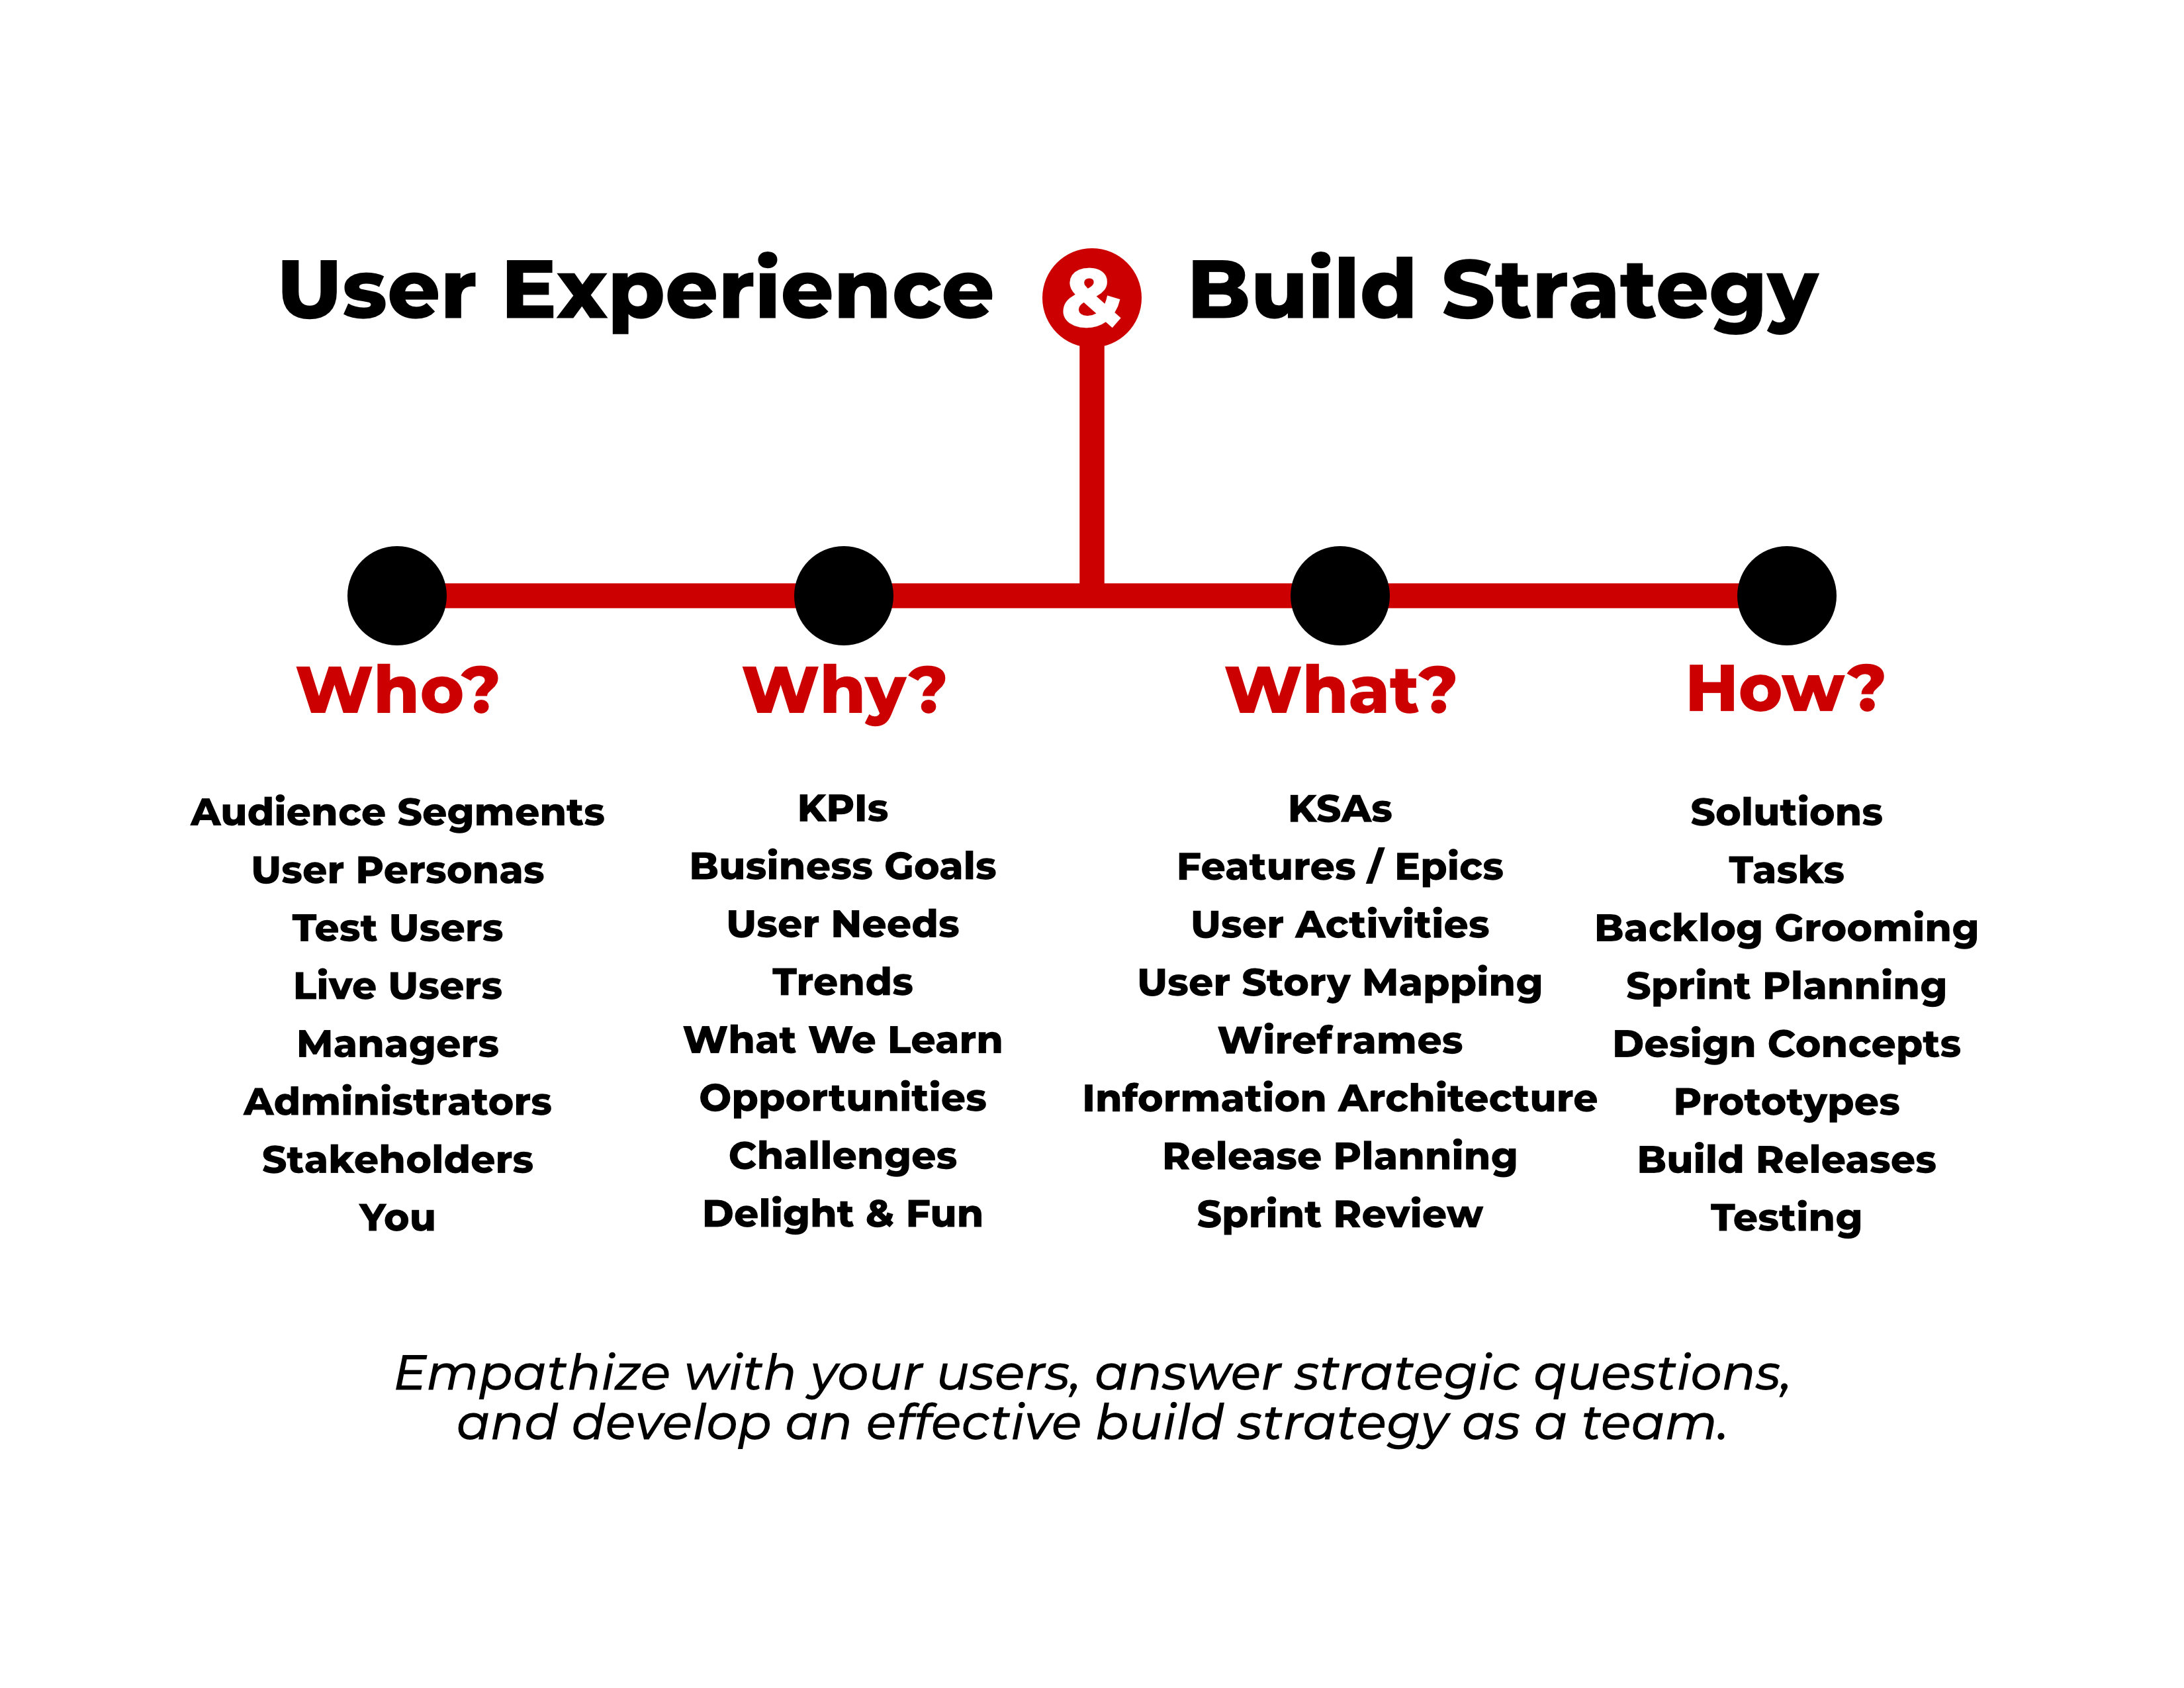 User Experience & Build Strategy
Who?
Audience Segments
User Personas
Test Users
Live Users
Managers
Administrators
Stakeholders
You
Why?
KPIs
Business Goals
User Needs
Trends
What We Learn
Opportunities
Challenges
Delight & Fun
What?
KSAs
Features / Epics
User Activities
User Story Mapping
Wireframes
Information Architecture
Release Planning
Sprint Review
How?
Solutions
Tasks
Backlog Grooming
Sprint Planning
Design Concepts
Prototypes
Build Releases
Testing
Empathize with your users, answer strategic questions,
and develop an effective build strategy as a team.